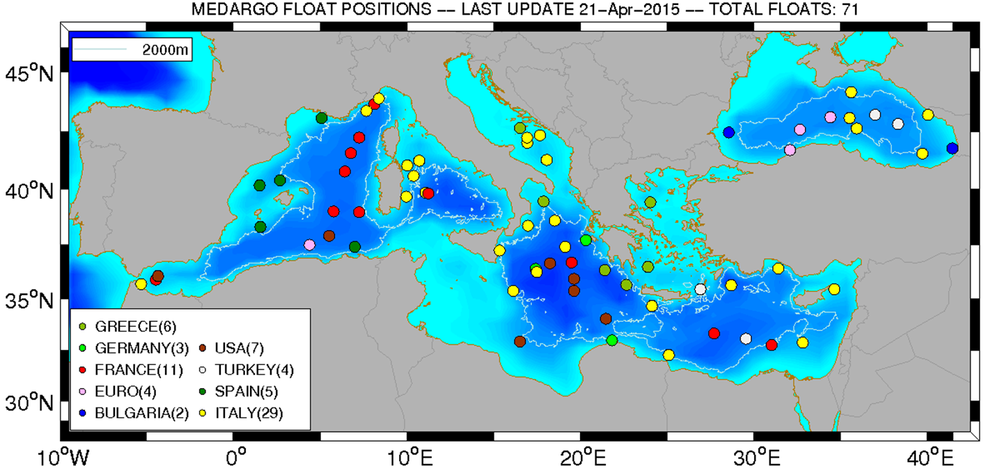 MEDARGO FLOAT POSITIONS −− LAST UPDATE 21−Apr−2015 −− TOTAL FLOATS: 71
2000m
45°N
40°N
35°N
30°N
GREECE(6)
GERMANY(3) USA(7)
FRANCE(11) TURKEY(4)
EURO(4) SPAIN(5)
BULGARIA(2) ITALY(29)
10°W 0° 10°E 20°E 30°E 40°E